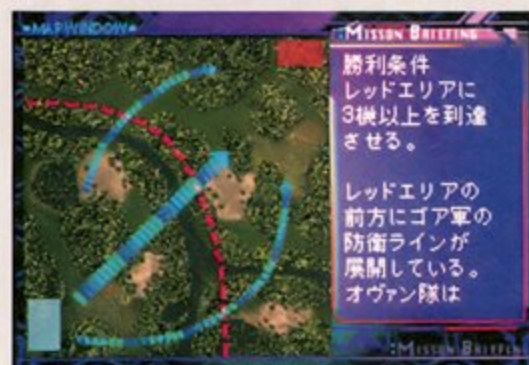 MAP WINDOW
:MISSON BRIEFING
勝利条件
レッドエリアに
3機以上を到達
させる。
レッドエリアの
前方にゴア軍の
防衛ラインが
展開している。
オヴァン隊は
:MISSON BRIEFING